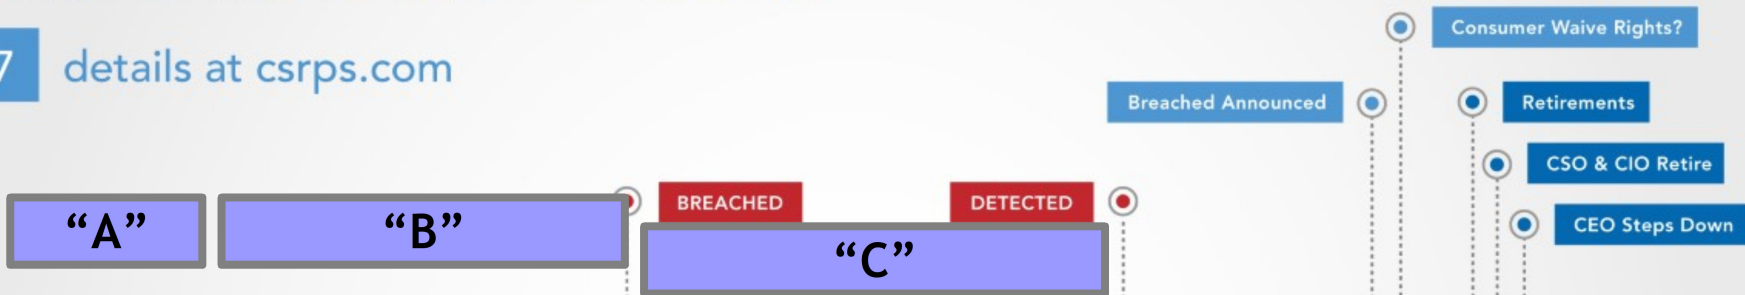 Consumer Waive Rights?
7 details at csrps.com
Breached Announced
Retirements
CSO & CIO Retire
BREACHED
DETECTED
CEO Steps Down
“A”
“B”
“C”